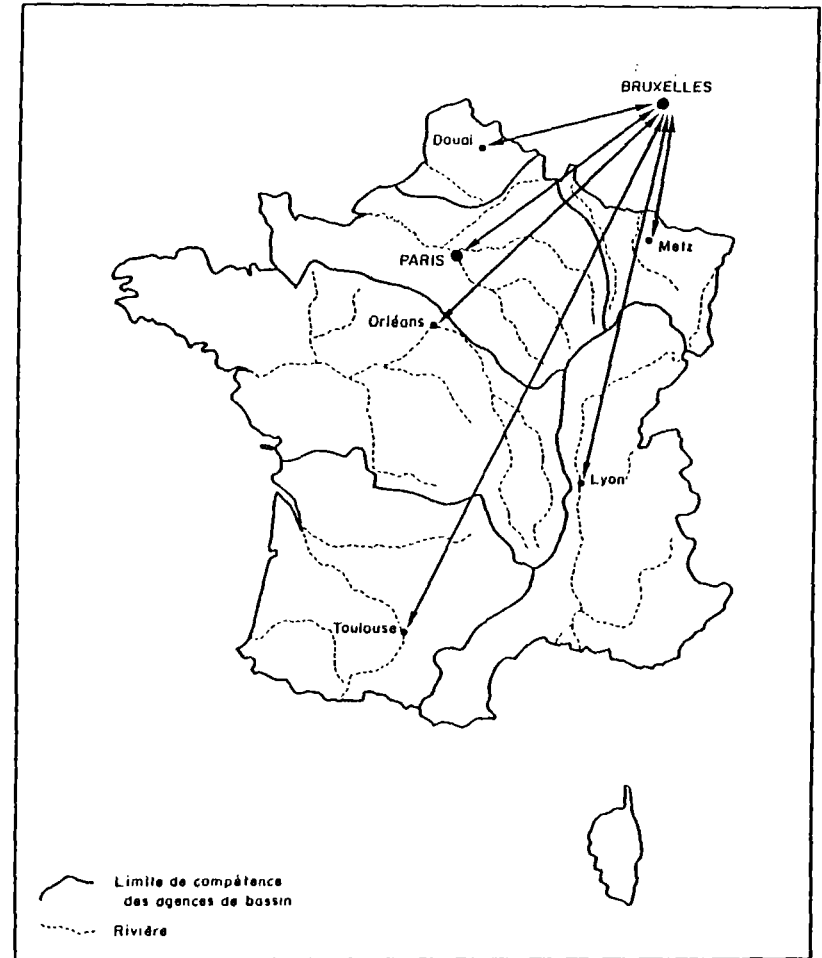 BRUXELLES
Douai
Metz
PARIS
Orléans
Lyon
Toulouse
Limite de compétence
des agences de bassin
Rivière